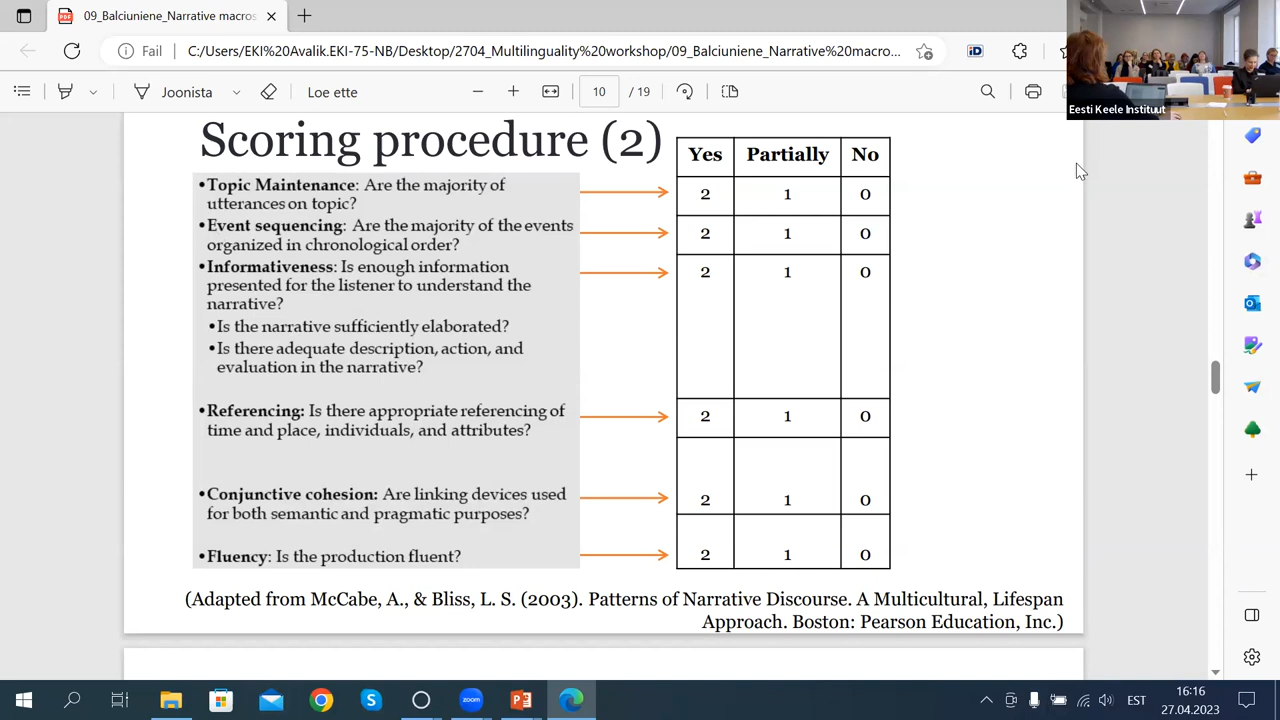 09_Balciuniene_Narrative macros
Fail
C:/Users/EKI%20Avalik.EKI-75-NB/Desktop/2704_Multilinguality%20workshop/09_Balciuniene_Narrative%20macro...
iD
Joonista
Loe ette
10 / 19
Esti Keele Instituut
Scoring procedure (2)
Yes Partially No
•Topic Maintenance: Are the majority of
utterances on topic?
2 1 0
•Event sequencing: Are the majority of the events
organized in chronological order?
2 1 0
•Informativeness: Is enough information
presented for the listener to understand the
narrative?
2 1 0
•Is the narrative sufficiently elaborated?
•Is there adequate description, action, and
evaluation in the narrative?
•Referencing: Is there appropriate referencing of
time and place, individuals, and attributes?
2 1 0
•Conjunctive cohesion: Are linking devices used
for both semantic and pragmatic purposes?
2 1 0
•Fluency: Is the production fluent?
2 1 0
(Adapted from McCabe, A., & Bliss, L. S. (2003). Patterns of Narrative Discourse. A Multicultural, Lifespan
Approach. Boston: Pearson Education, Inc.)
zoom
EST
16:16
27.04.2023